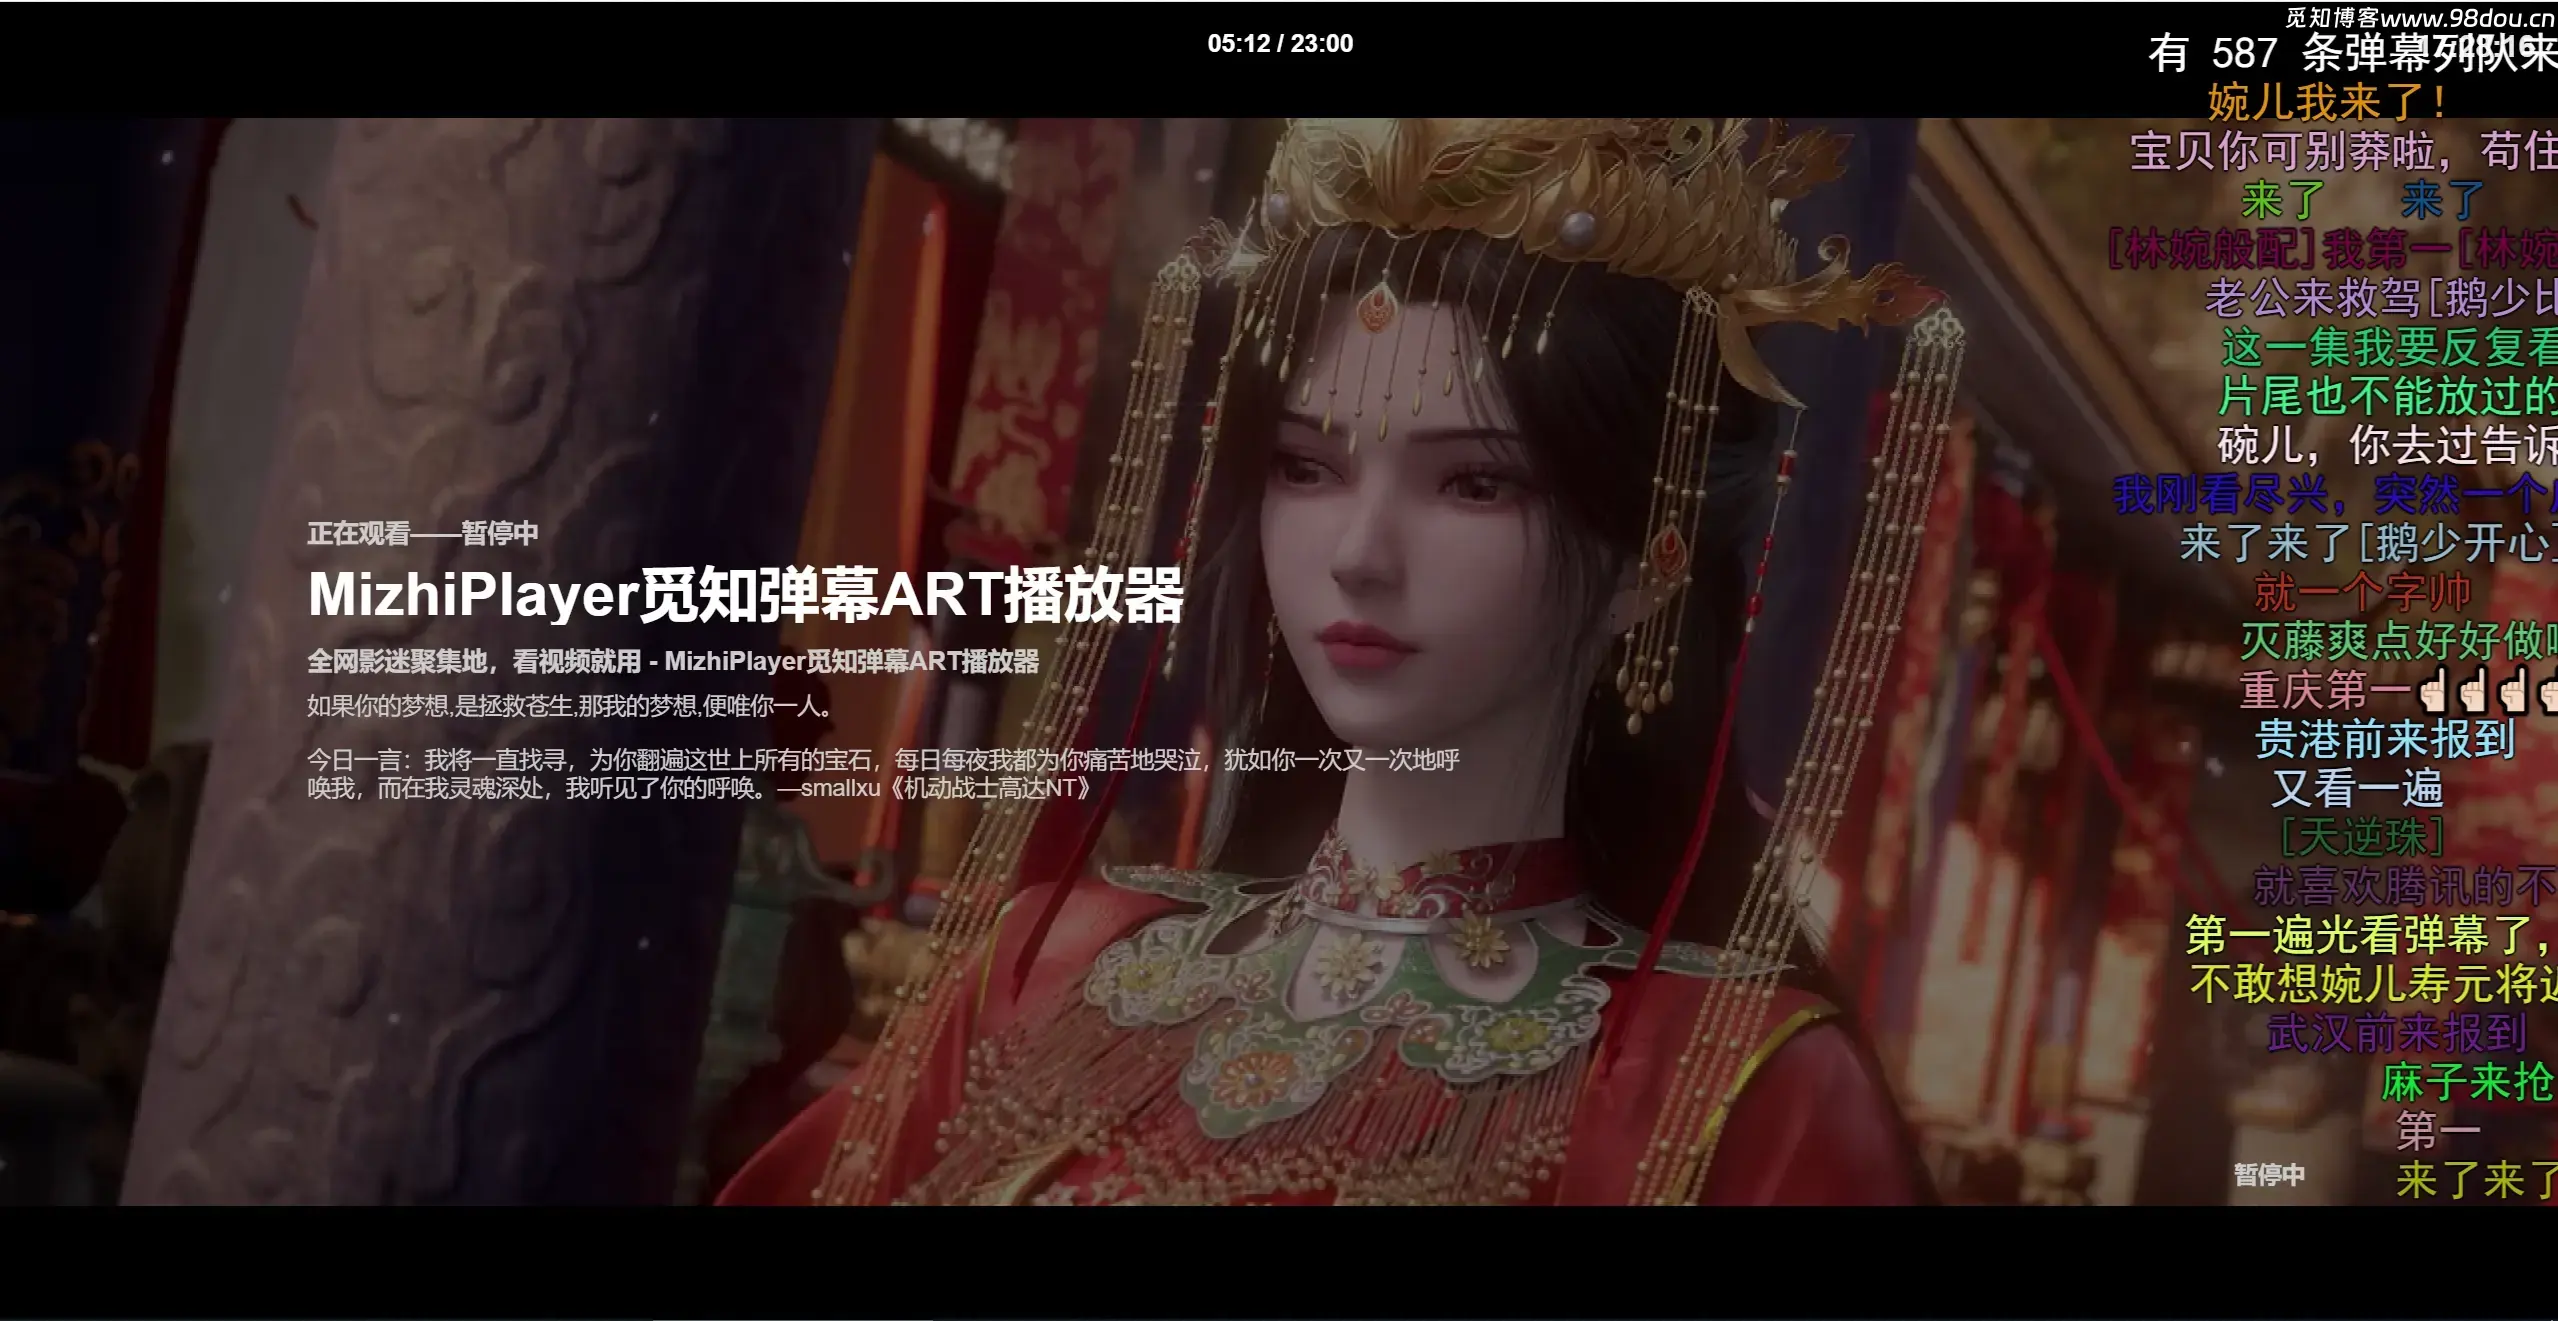 觅知博客www.98dou.cn
05:12 / 23:00
有 587 条弹幕列队来
婉儿我来了！
宝贝你可别莽啦，苟住
来了 来了
[林婉般配]我第一[林婉
老公来救驾[鹅少比
这一集我要反复看
片尾也不能放过的
碗儿，你去过告诉
我刚看尽兴，突然一个
来了来了[鹅少开心]
就一个字帅
灭藤爽点好好做
重庆第一☝🏻☝🏻☝🏻☝🏻
贵港前来报到
又看一遍
[天逆珠]
就喜欢腾讯的不
第一遍光看弹幕了，
不敢想婉儿寿元将近
武汉前来报到
麻子来抢
第一
来了来了
正在观看——暂停中
MizhiPlayer觅知弹幕ART播放器
全网影迷聚集地，看视频就用 - MizhiPlayer觅知弹幕ART播放器
如果你的梦想,是拯救苍生,那我的梦想,便唯你一人。
今日一言：我将一直找寻，为你翻遍这世上所有的宝石，每日每夜我都为你痛苦地哭泣，犹如你一次又一次地呼
唤我，而在我灵魂深处，我听见了你的呼唤。—smallxu《机动战士高达NT》
暂停中